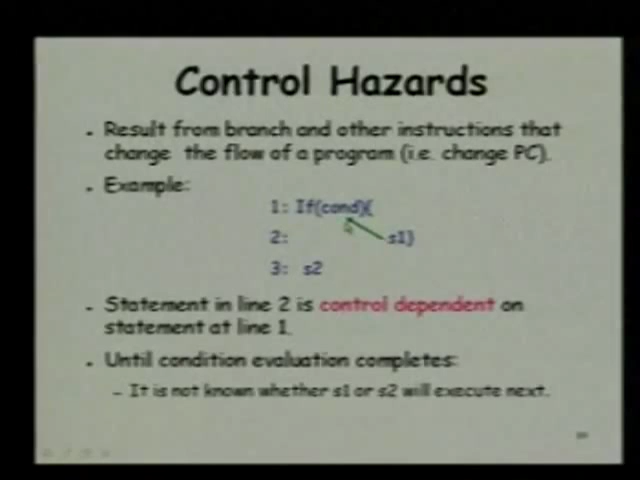 Control Hazards
• Result from branch and other instructions that
change the flow of a program (i.e. change PC).
• Example:
1: If(cond){
2: s1}
3: s2
• Statement in line 2 is control dependent on
statement at line 1.
• Until condition evaluation completes:
– It is not known whether s1 or s2 will execute next.